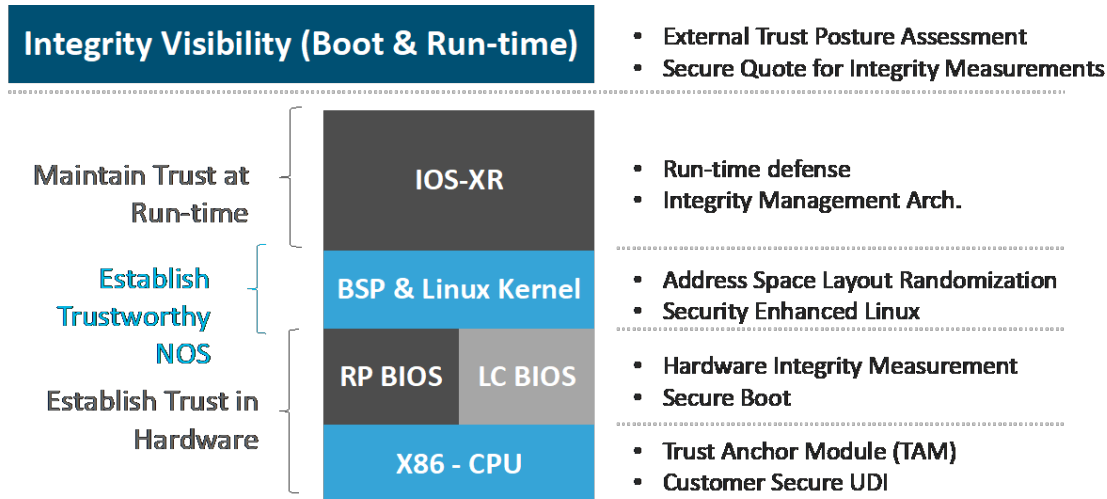 Integrity Visibility (Boot & Run-time)
• External Trust Posture Assessment
• Secure Quote for Integrity Measurements
Maintain Trust at
Run-time
IOS-XR
• Run-time defense
• Integrity Management Arch.
Establish
Trustworthy
NOS
BSP & Linux Kernel
• Address Space Layout Randomization
• Security Enhanced Linux
Establish Trust in
Hardware
RP BIOS
LC BIOS
• Hardware Integrity Measurement
• Secure Boot
X86 - CPU
• Trust Anchor Module (TAM)
• Customer Secure UDI